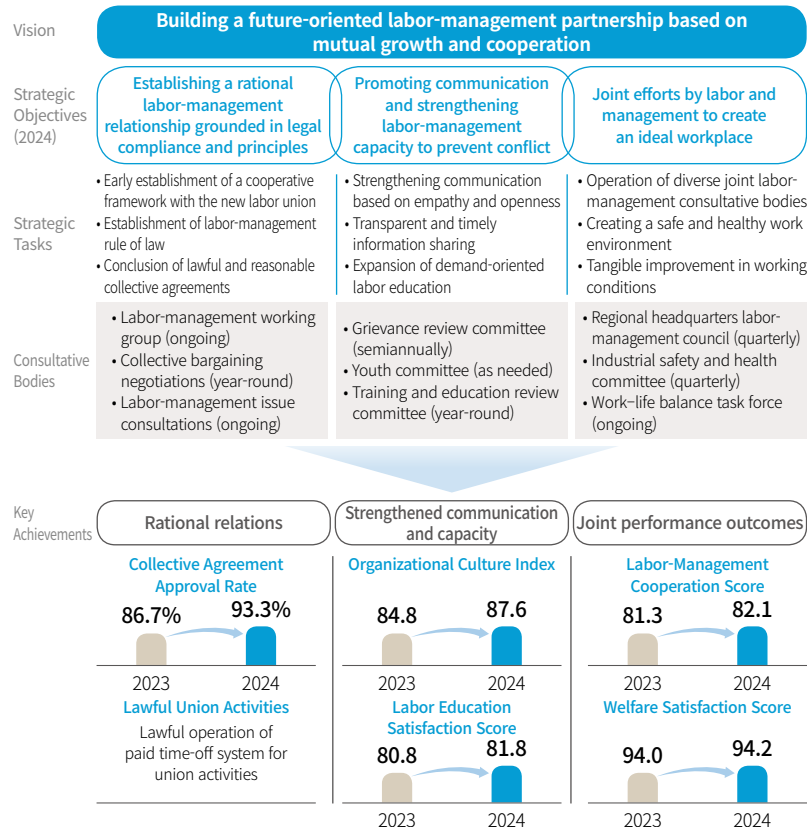 Vision
Building a future-oriented labor-management partnership based on
mutual growth and cooperation
Strategic
Objectives
(2024)
Establishing a rational
labor-management
relationship grounded in legal
compliance and principles
Promoting communication
and strengthening
labor-management
capacity to prevent conflict
Joint efforts by labor and
management to create
an ideal workplace
Strategic
Tasks
• Early establishment of a cooperative
framework with the new labor union
• Establishment of labor-management
rule of law
• Conclusion of lawful and reasonable
collective agreements
• Strengthening communication
based on empathy and openness
• Transparent and timely
information sharing
• Expansion of demand-oriented
labor education
• Operation of diverse joint labor-
management consultative bodies
• Creating a safe and healthy work
environment
• Tangible improvement in working
conditions
Consultative
Bodies
• Labor-management working
group (ongoing)
• Collective bargaining
negotiations (year-round)
• Labor-management issue
consultations (ongoing)
• Grievance review committee
(semiannually)
• Youth committee (as needed)
• Training and education review
committee (year-round)
• Regional headquarters labor-
management council (quarterly)
• Industrial safety and health
committee (quarterly)
• Work–life balance task force
(ongoing)
Key
Achievements
Rational relations
Strengthened communication
and capacity
Joint performance outcomes
Collective Agreement
Approval Rate
86.7%
93.3%
2023
2024
Lawful Union Activities
Lawful operation of
paid time-off system for
union activities
Organizational Culture Index
84.8
87.6
2023
2024
Labor Education
Satisfaction Score
80.8
81.8
2023
2024
Labor-Management
Cooperation Score
81.3
82.1
2023
2024
Welfare Satisfaction Score
94.0
94.2
2023
2024